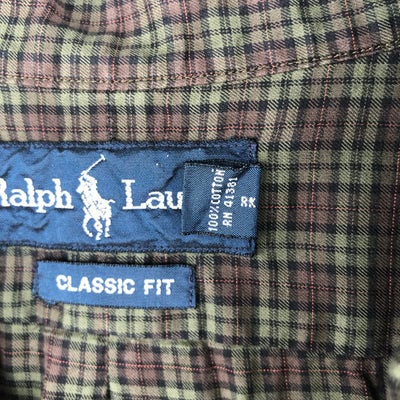 Ralph Lau
100% COTTON
RN 41381
RK
CLASSIC FIT